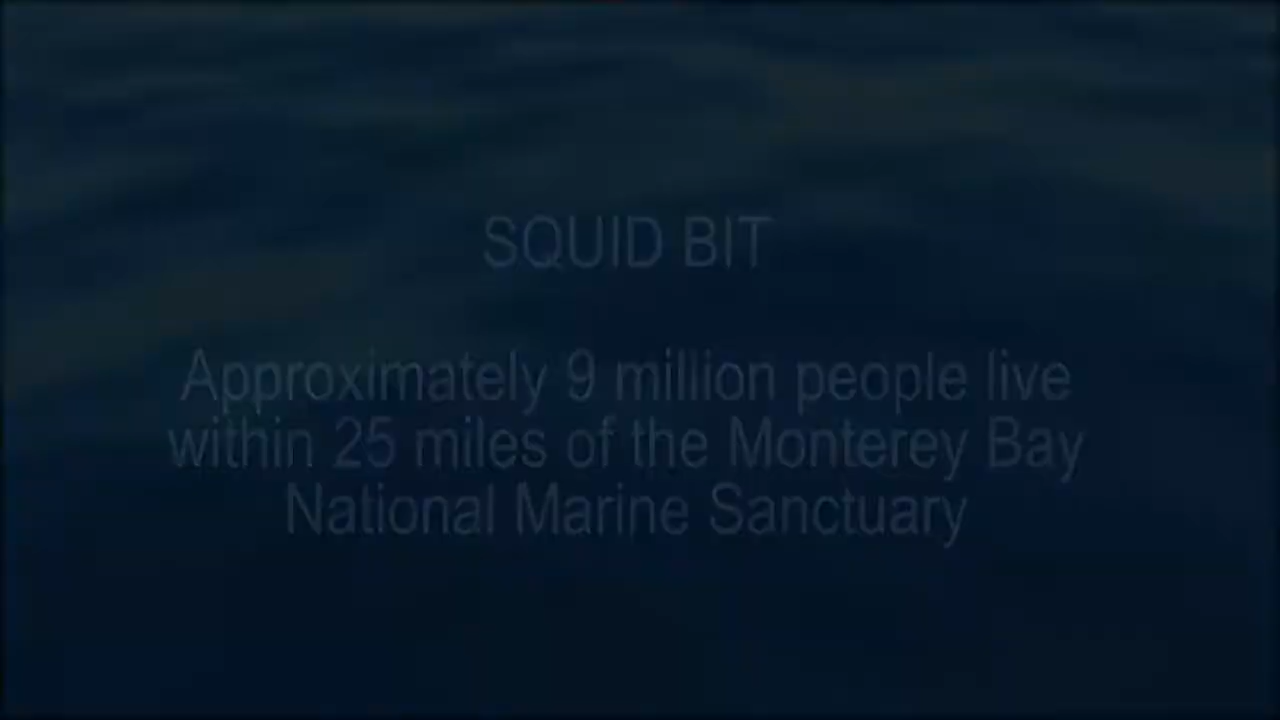 SQUID BIT
Approximately 9 million people live
within 25 miles of the Monterey Bay
National Marine Sanctuary